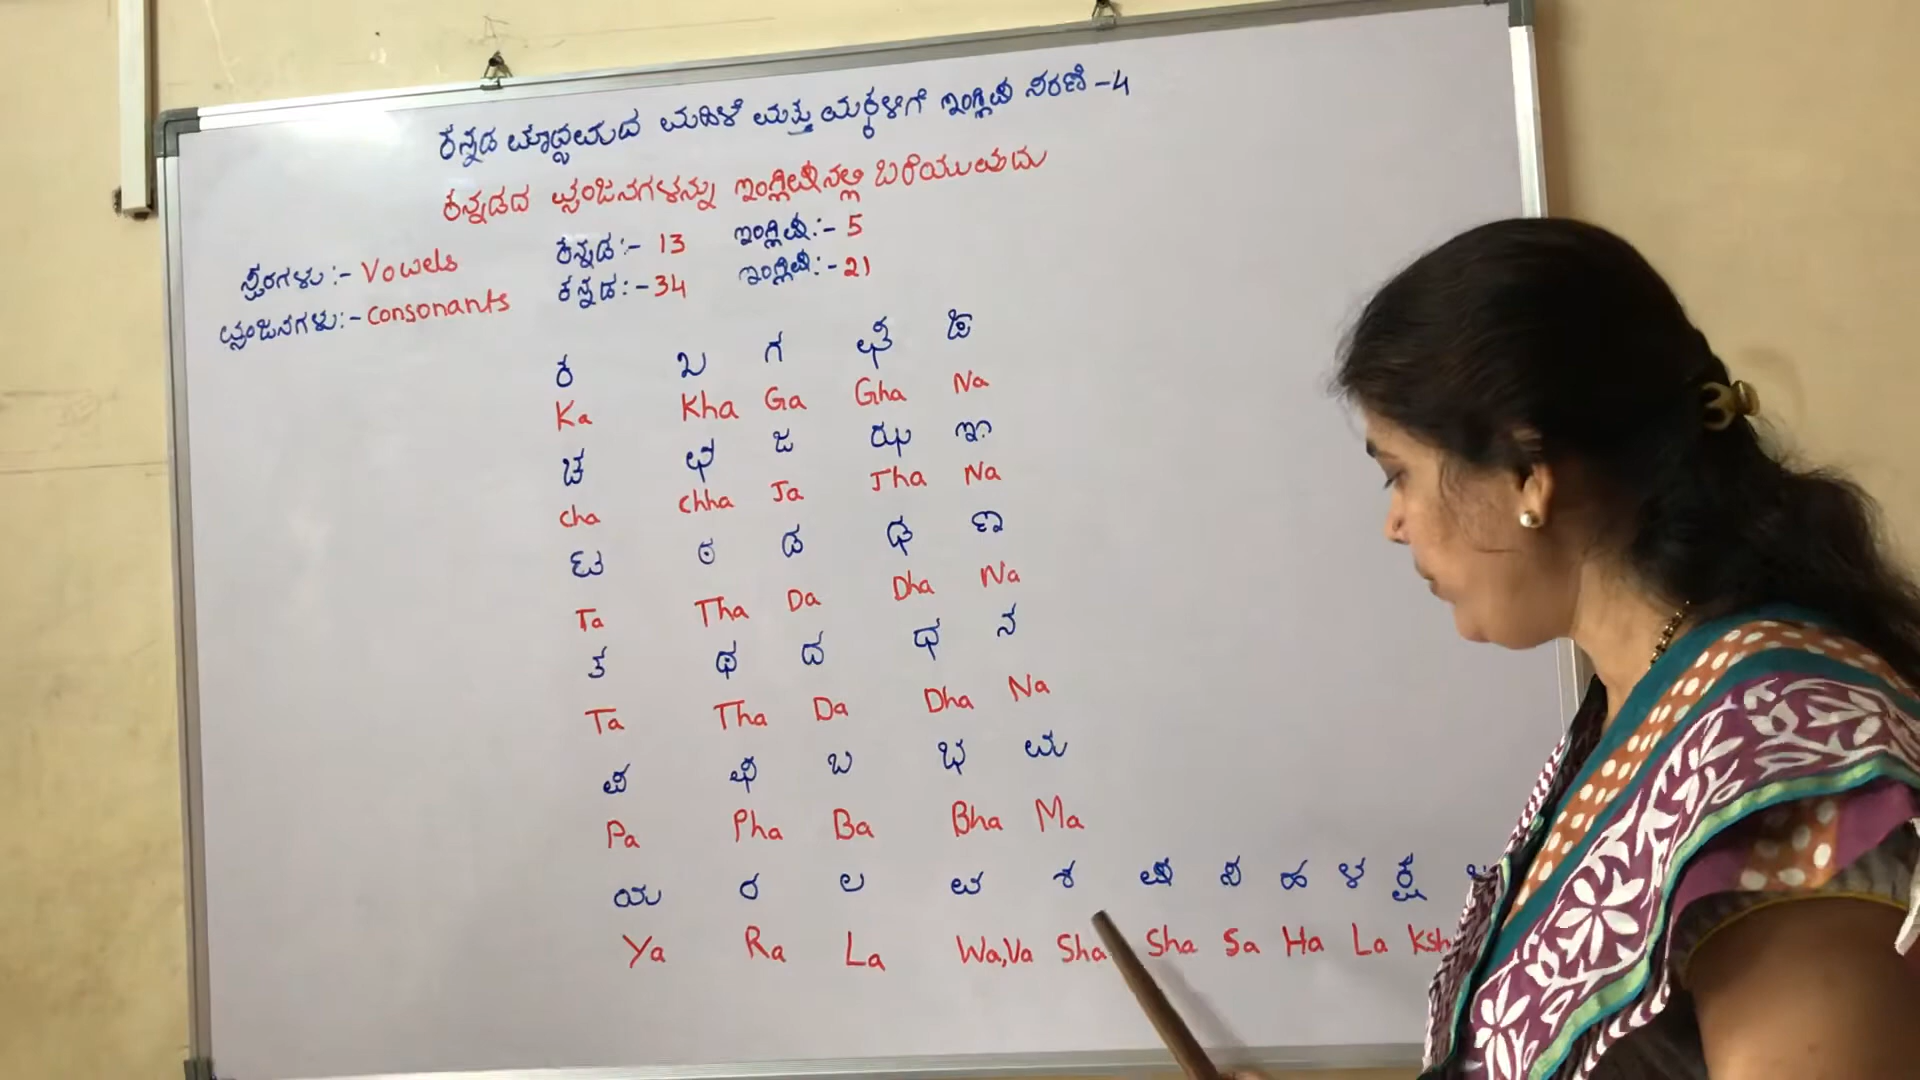 ಕನ್ನಡ ಮಾಧ್ಯಮದ ಮಹಿಳೆ ಮತ್ತು ಮಕ್ಕಳಿಗೆ ಇಂಗ್ಲಿಷ ಸರಣಿ -4
ಕನ್ನಡದ ವ್ಯಂಜನಗಳನ್ನು ಇಂಗ್ಲಿಷನಲ್ಲಿ ಬರೆಯುವುದು
ಸ್ವರಗಳು :- Vowels ಕನ್ನಡ :- 13 ಇಂಗ್ಲಿಷ :- 5
ವ್ಯಂಜನಗಳು :- consonants ಕನ್ನಡ :- 34 ಇಂಗ್ಲಿಷ :- 21
ಕ ಖ ಗ ಘ ಙ
Ka Kha Ga Gha Na
ಚ ಛ ಜ ಝ ಞ
cha chha Ja Jha Na
ಟ ಠ ಡ ಢ ಣ
Ta Tha Da Dha Na
ತ ಥ ದ ಧ ನ
Ta Tha Da Dha Na
ಪ ಫ ಬ ಭ ಮ
Pa Pha Ba Bha Ma
ಯ ರ ಲ ವ ಶ ಷ ಸ ಹ ಳ ಕ್ಷ
Ya Ra La Wa,Va Sha Sha Sa Ha La Ksh